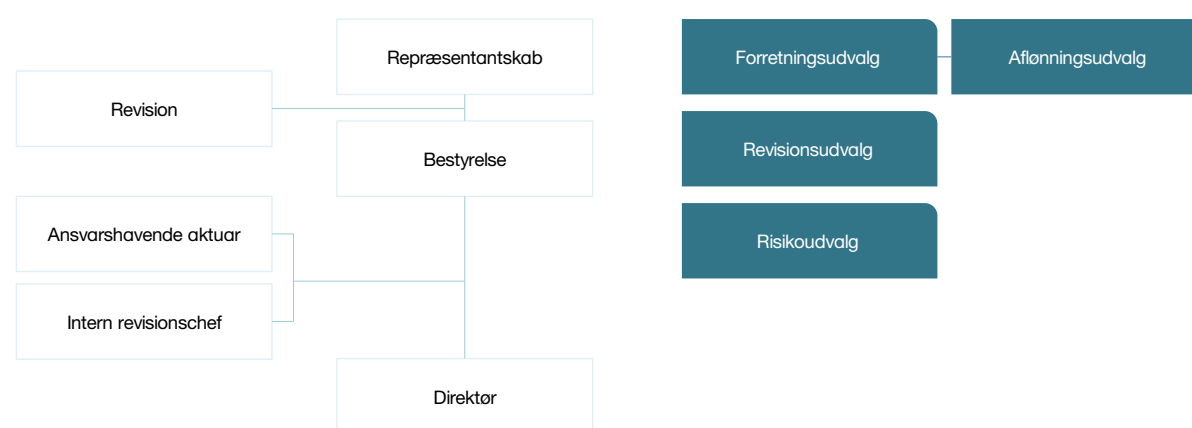 Repræsentantskab
Revision
Bestyrelse
Ansvarshavende aktuar
Intern revisionschef
Direktør
Forretningsudvalg
Aflønningsudvalg
Revisionsudvalg
Risikoudvalg